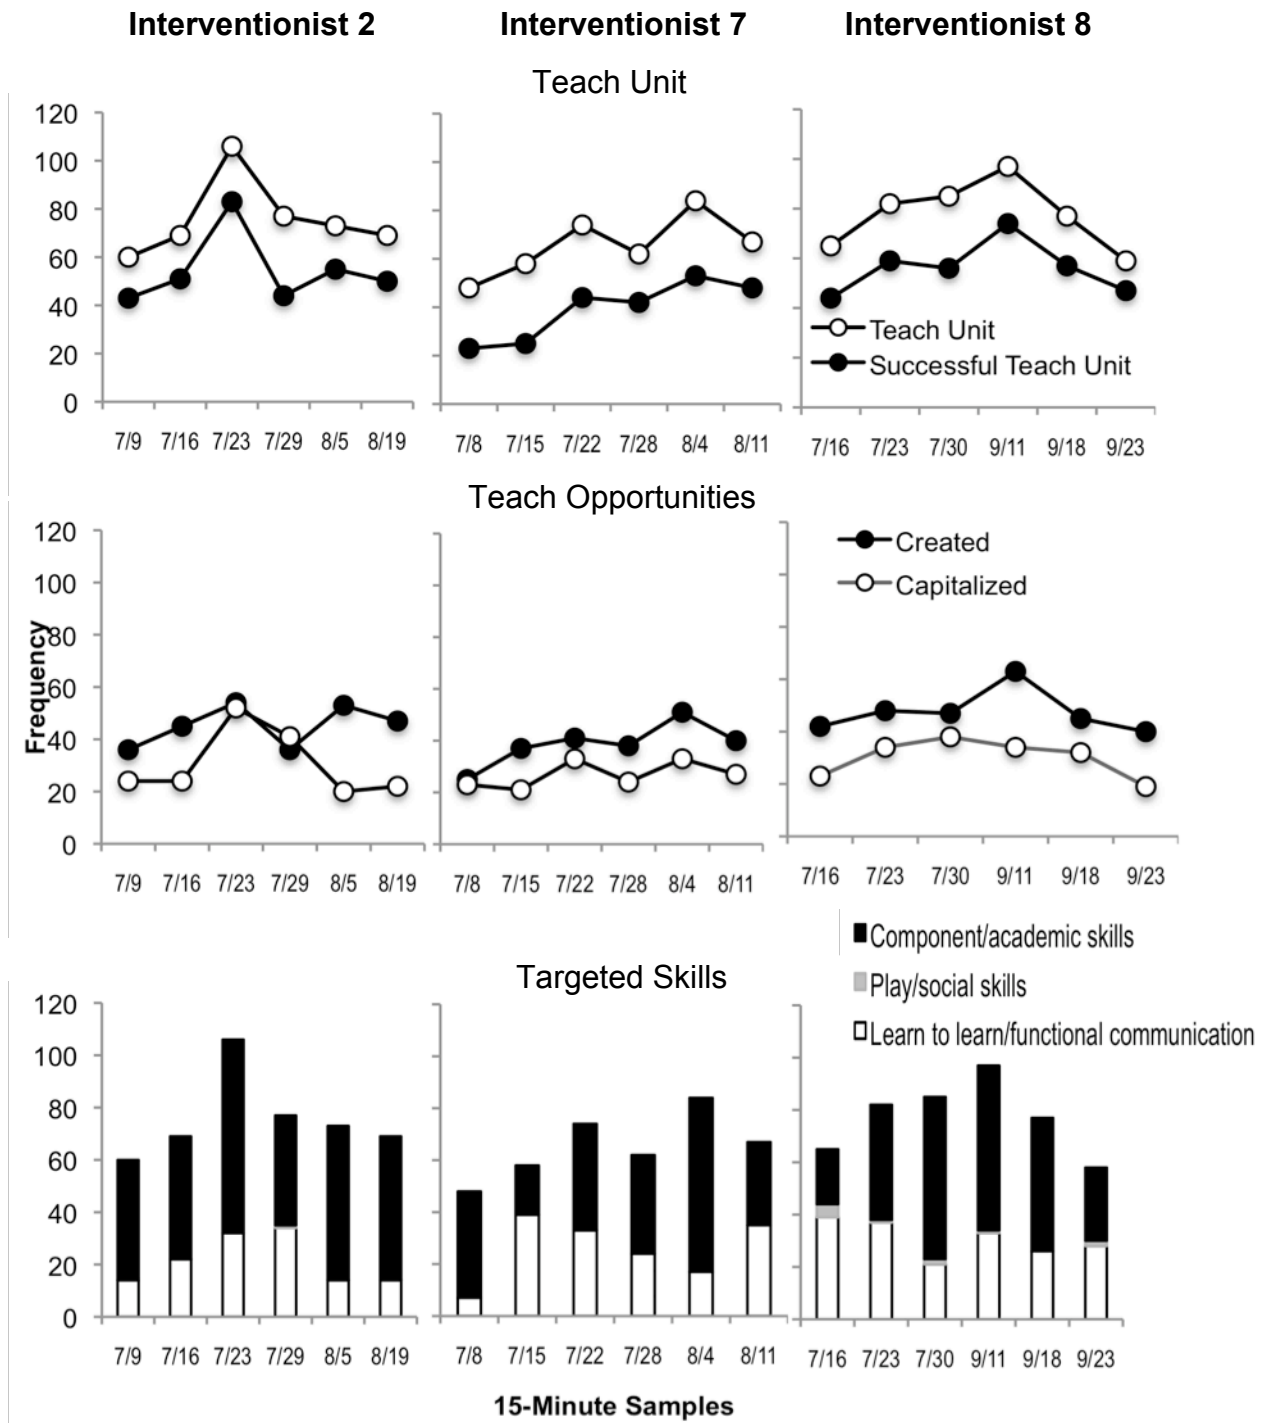 Interventionist 2 Interventionist 7 Interventionist 8
Teach Unit
120
100
80
60
40
20
0
Teach Unit
Successful Teach Unit
7/9 7/16 7/23 7/29 8/5 8/19
7/8 7/15 7/22 7/28 8/4 8/11
7/16 7/23 7/30 9/11 9/18 9/23
Teach Opportunities
Frequency
120
100
80
60
40
20
0
Created
Capitalized
7/9 7/16 7/23 7/29 8/5 8/19
7/8 7/15 7/22 7/28 8/4 8/11
7/16 7/23 7/30 9/11 9/18 9/23
Component/academic skills
Play/social skills
Learn to learn/functional communication
Targeted Skills
120
100
80
60
40
20
0
7/9 7/16 7/23 7/29 8/5 8/19
7/8 7/15 7/22 7/28 8/4 8/11
7/16 7/23 7/30 9/11 9/18 9/23
15-Minute Samples